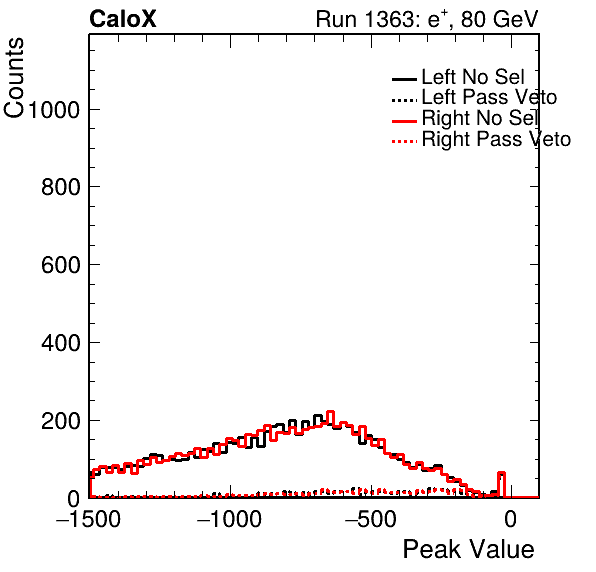 CaloX Run 1363: e+, 80 GeV
Counts
1000
800
600
400
200
0
Left No Sel
Left Pass Veto
Right No Sel
Right Pass Veto
−1500 −1000 −500 0
Peak Value